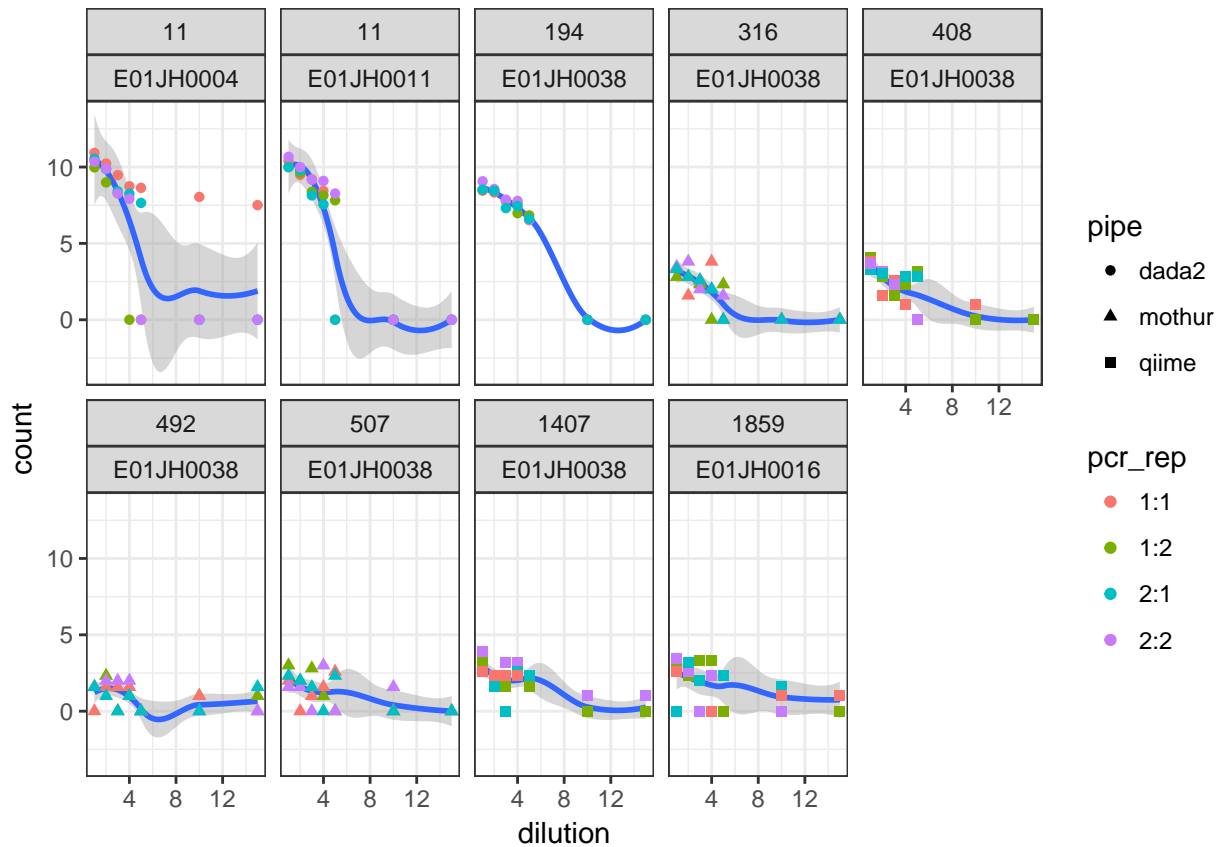 11 11 194 316 408
E01JH0004 E01JH0011 E01JH0038 E01JH0038 E01JH0038
10
5
0
4 8 12
492 507 1407 1859
E01JH0038 E01JH0038 E01JH0038 E01JH0016
10
5
0
4 8 12 4 8 12 4 8 12 4 8 12
dilution
count
pipe
dada2
mothur
qiime
pcr_rep
1:1
1:2
2:1
2:2